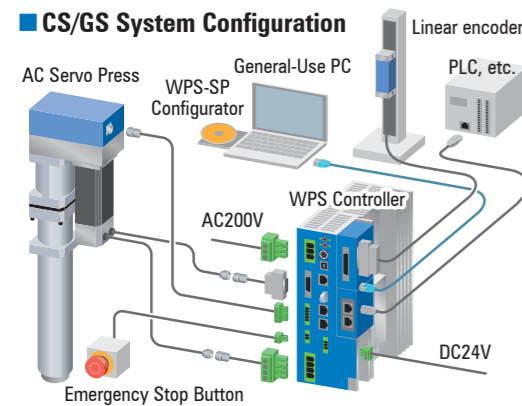 CS/GS System Configuration
Linear encoder
General-Use PC
PLC, etc.
AC Servo Press
WPS-SP
Configurator
WPS Controller
AC200V
DC24V
Emergency Stop Button